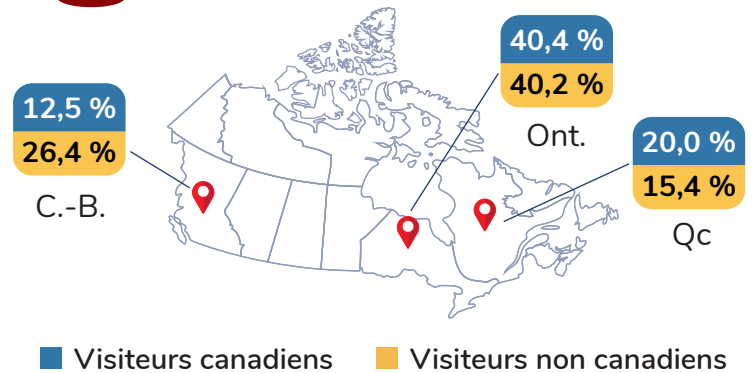 40,4 %
40,2 %
Ont.
12,5 %
26,4 %
C.-B.
20,0 %
15,4 %
Qc
Visiteurs canadiens
Visiteurs non canadiens